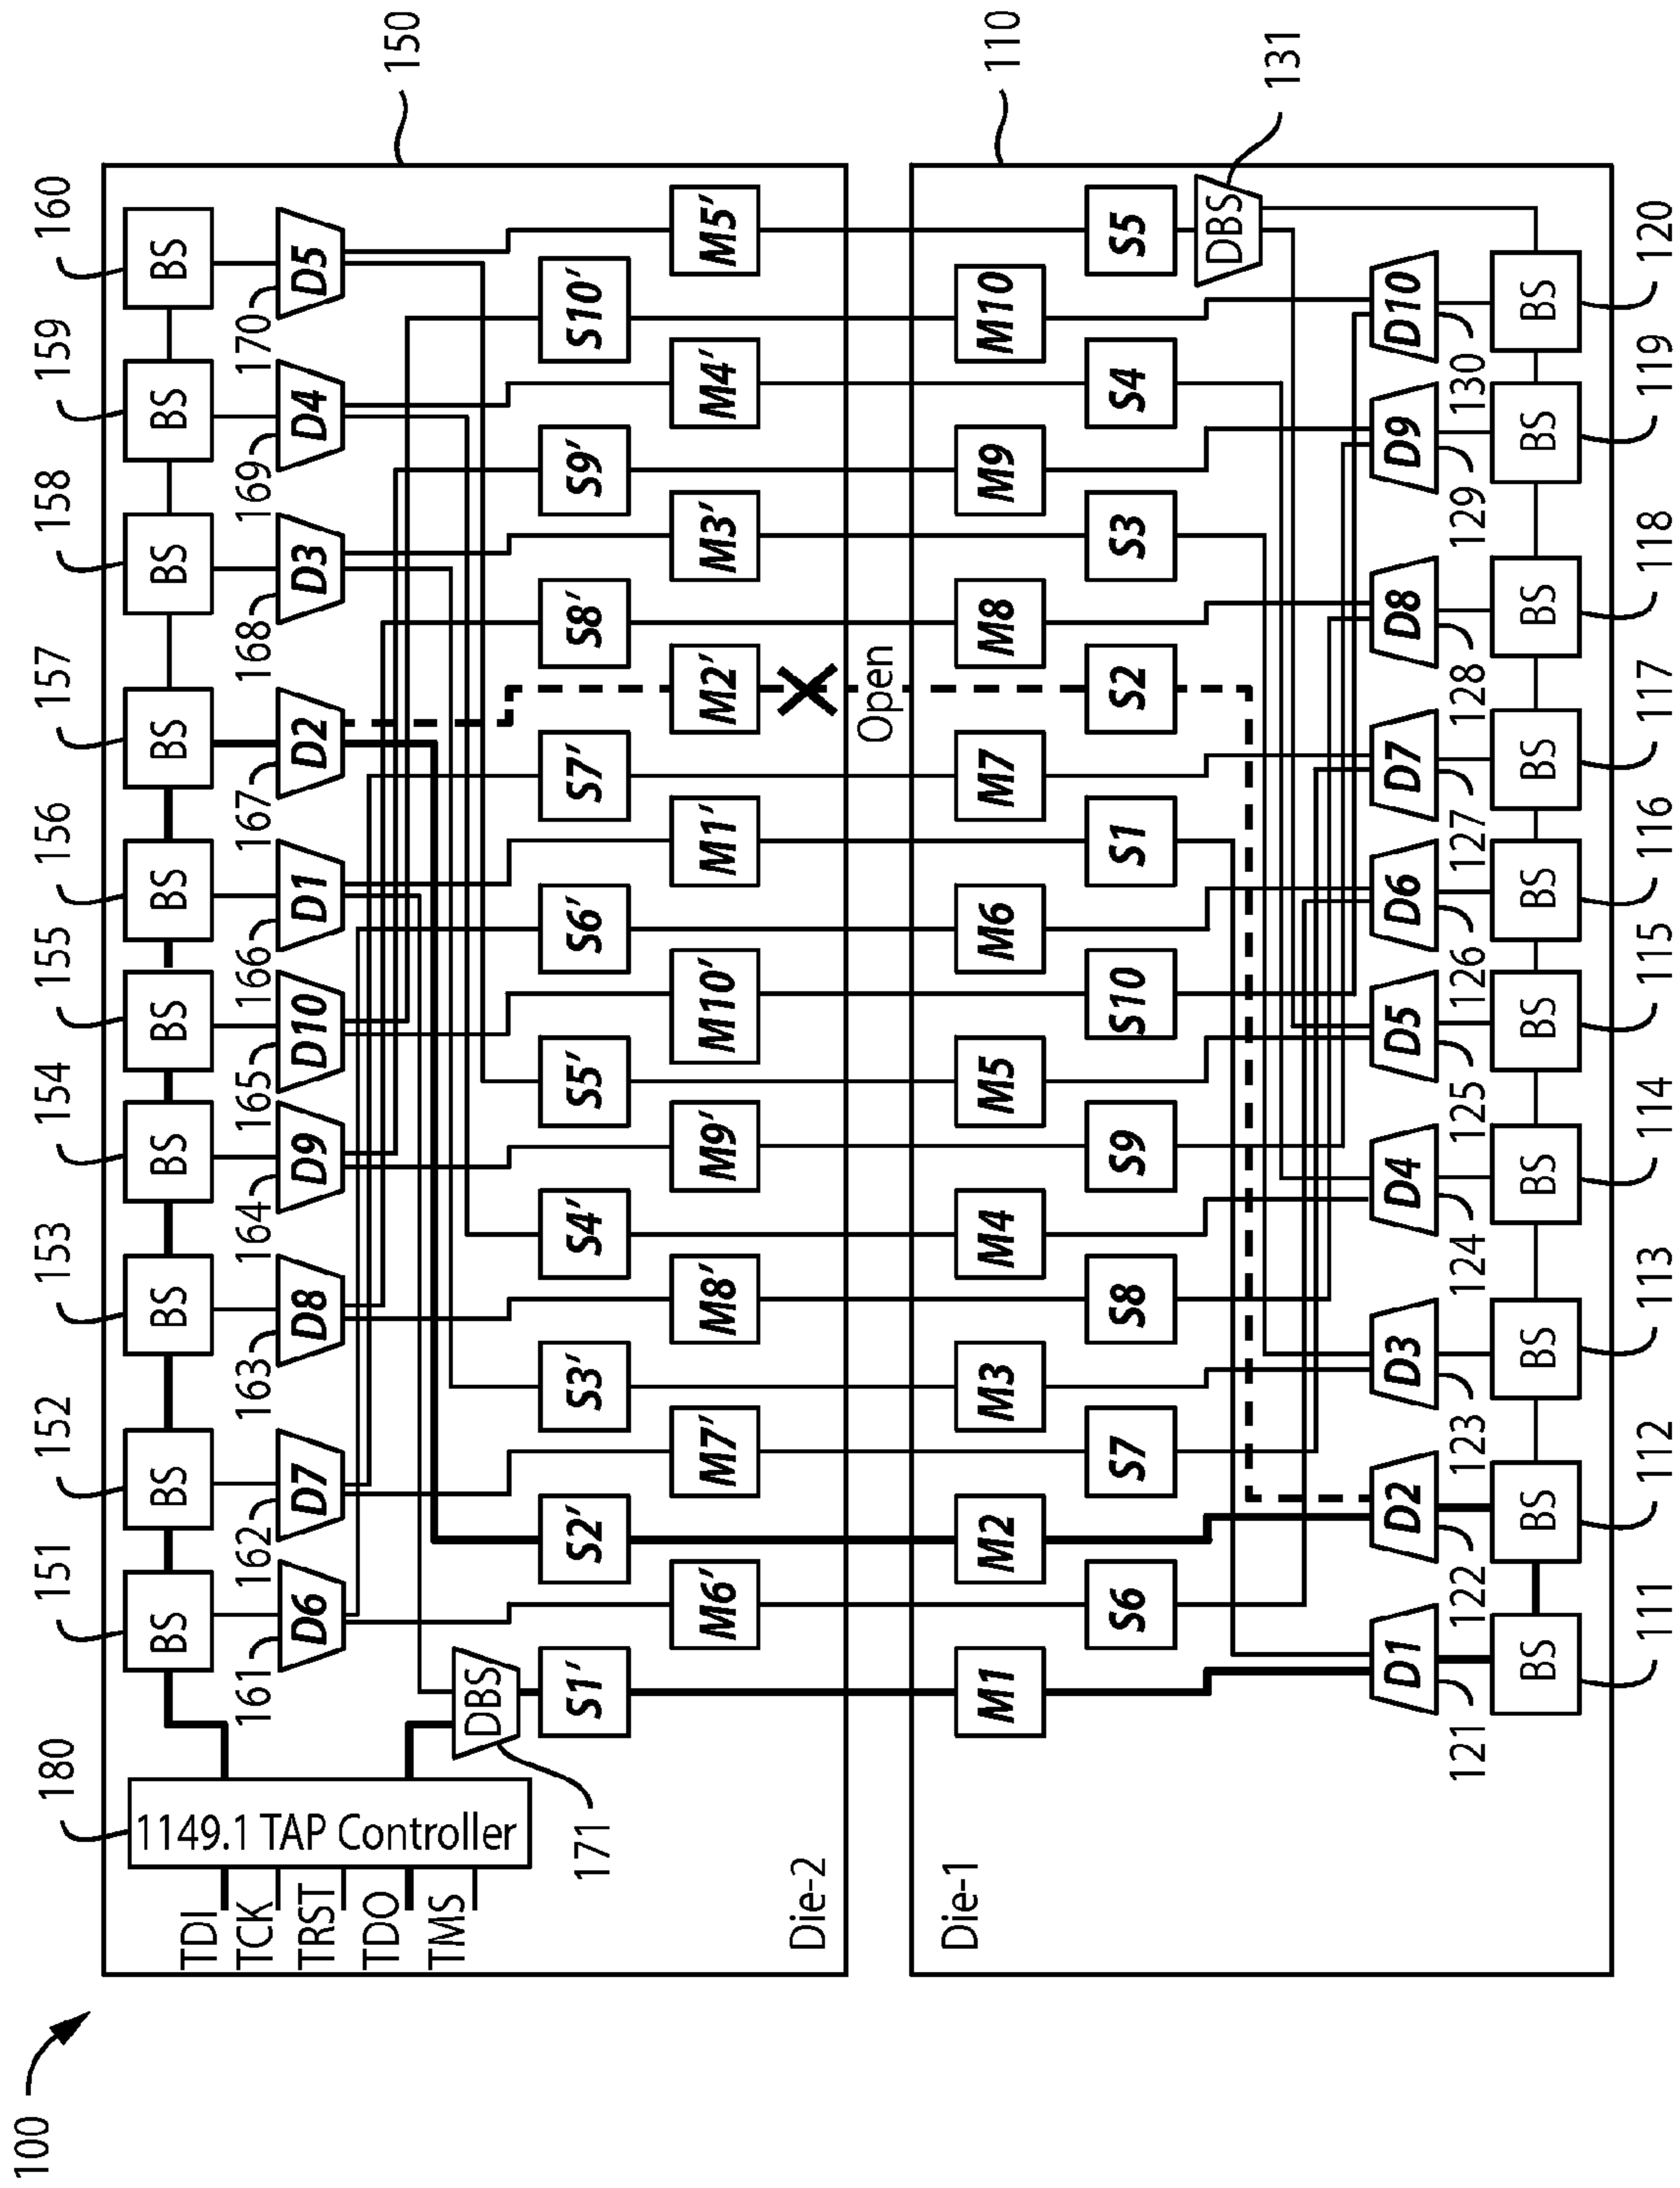 100
150
160
159
158
157
156
155
154
153
152
151
180
BS
BS
BS
BS
BS
BS
BS
BS
BS
BS
1149.1 TAP Controller
TDI
TCK
TRST
TDO
TMS
D6
D7
D8
D9
D10
D1
D2
D3
D4
D5
161
162
163
164
165
166
167
168
169
170
DBS
171
S1′
S2′
S3′
S4′
S5′
S6′
S7′
S8′
S9′
S10′
M6′
M7′
M8′
M9′
M10′
M1′
M2′
M3′
M4′
M5′
Die-2
Open
Die-1
110
M1
M2
M3
M4
M5
M6
M7
M8
M9
M10
S6
S7
S8
S9
S10
S1
S2
S3
S4
S5
DBS
131
D1
D2
D3
D4
D5
D6
D7
D8
D9
D10
121
122
123
124
125
126
127
128
129
130
BS
BS
BS
BS
BS
BS
BS
BS
BS
BS
111
112
113
114
115
116
117
118
119
120